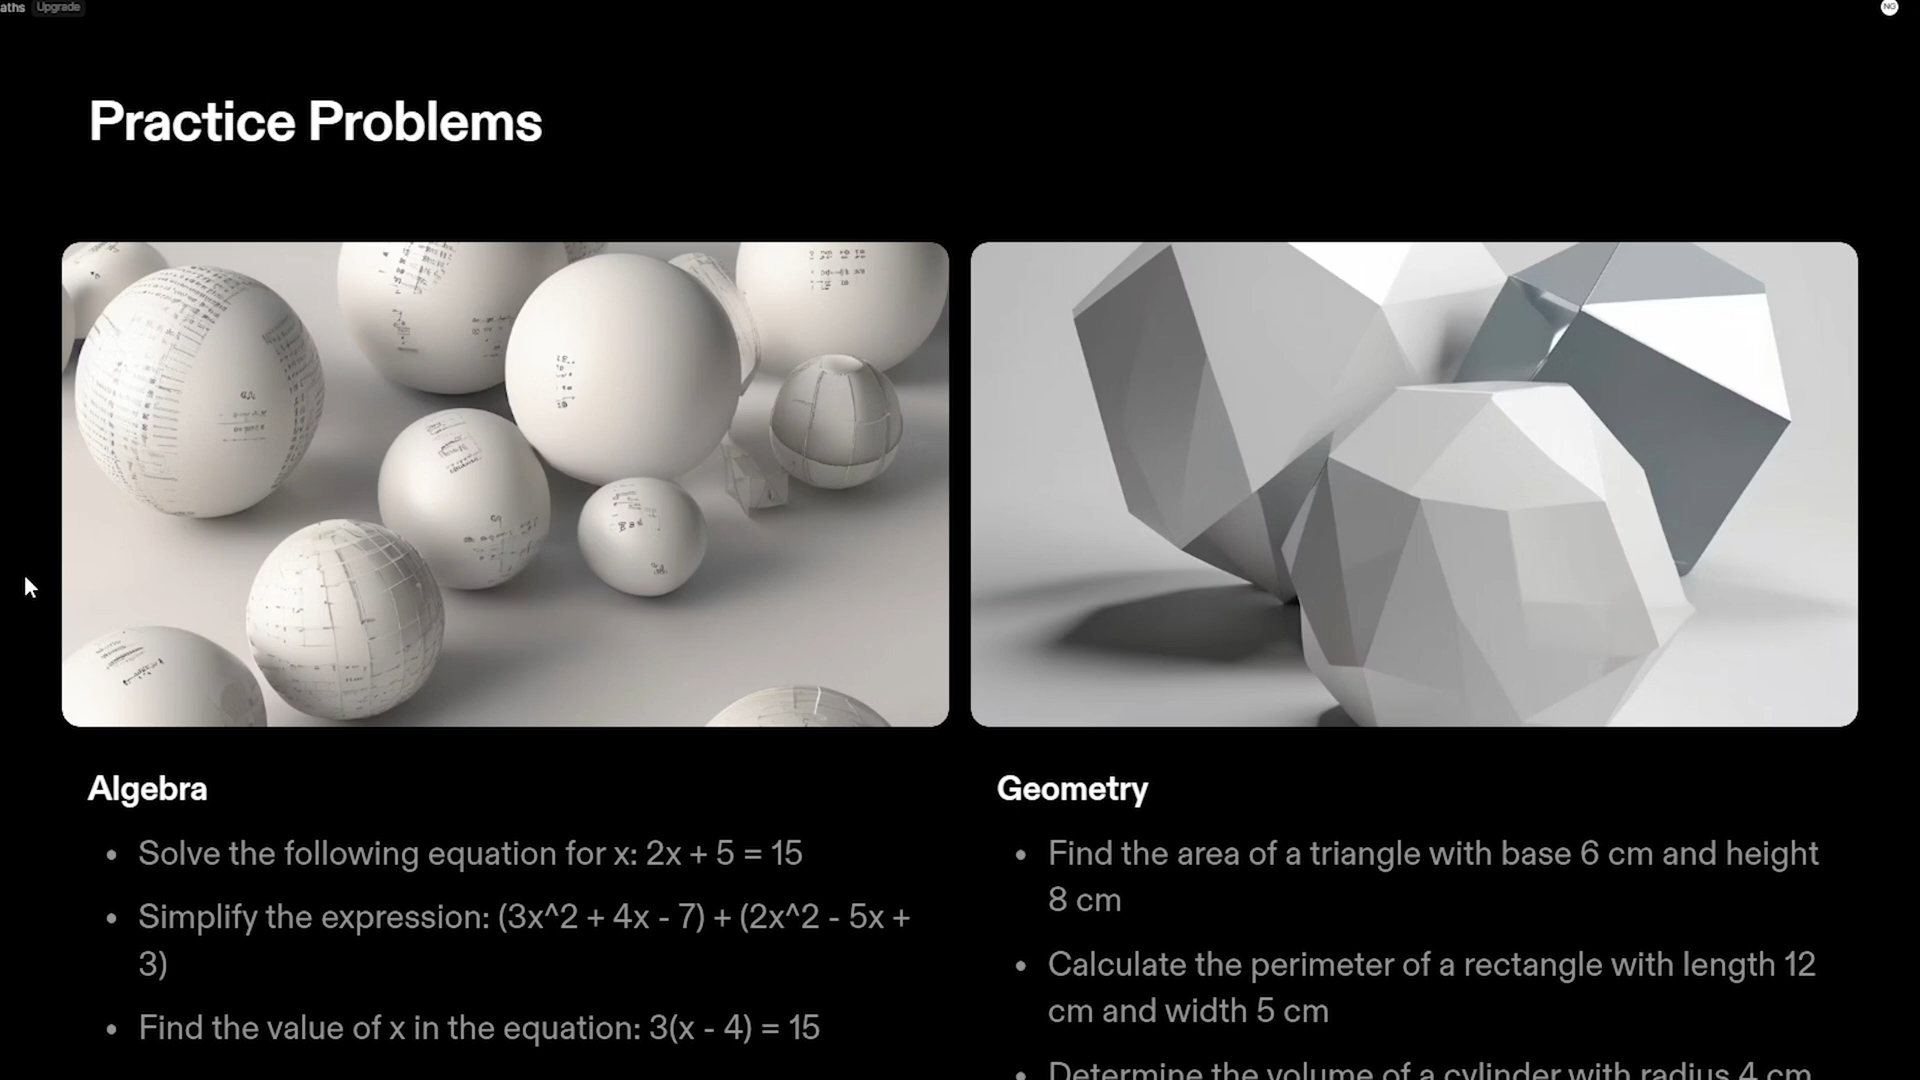 aths Upgrade
NO
Practice Problems
Algebra
• Solve the following equation for x: 2x + 5 = 15
• Simplify the expression: (3x^2 + 4x - 7) + (2x^2 - 5x +
3)
• Find the value of x in the equation: 3(x - 4) = 15
Geometry
• Find the area of a triangle with base 6 cm and height
8 cm
• Calculate the perimeter of a rectangle with length 12
cm and width 5 cm
• Determine the volume of a cylinder with radius 4 cm